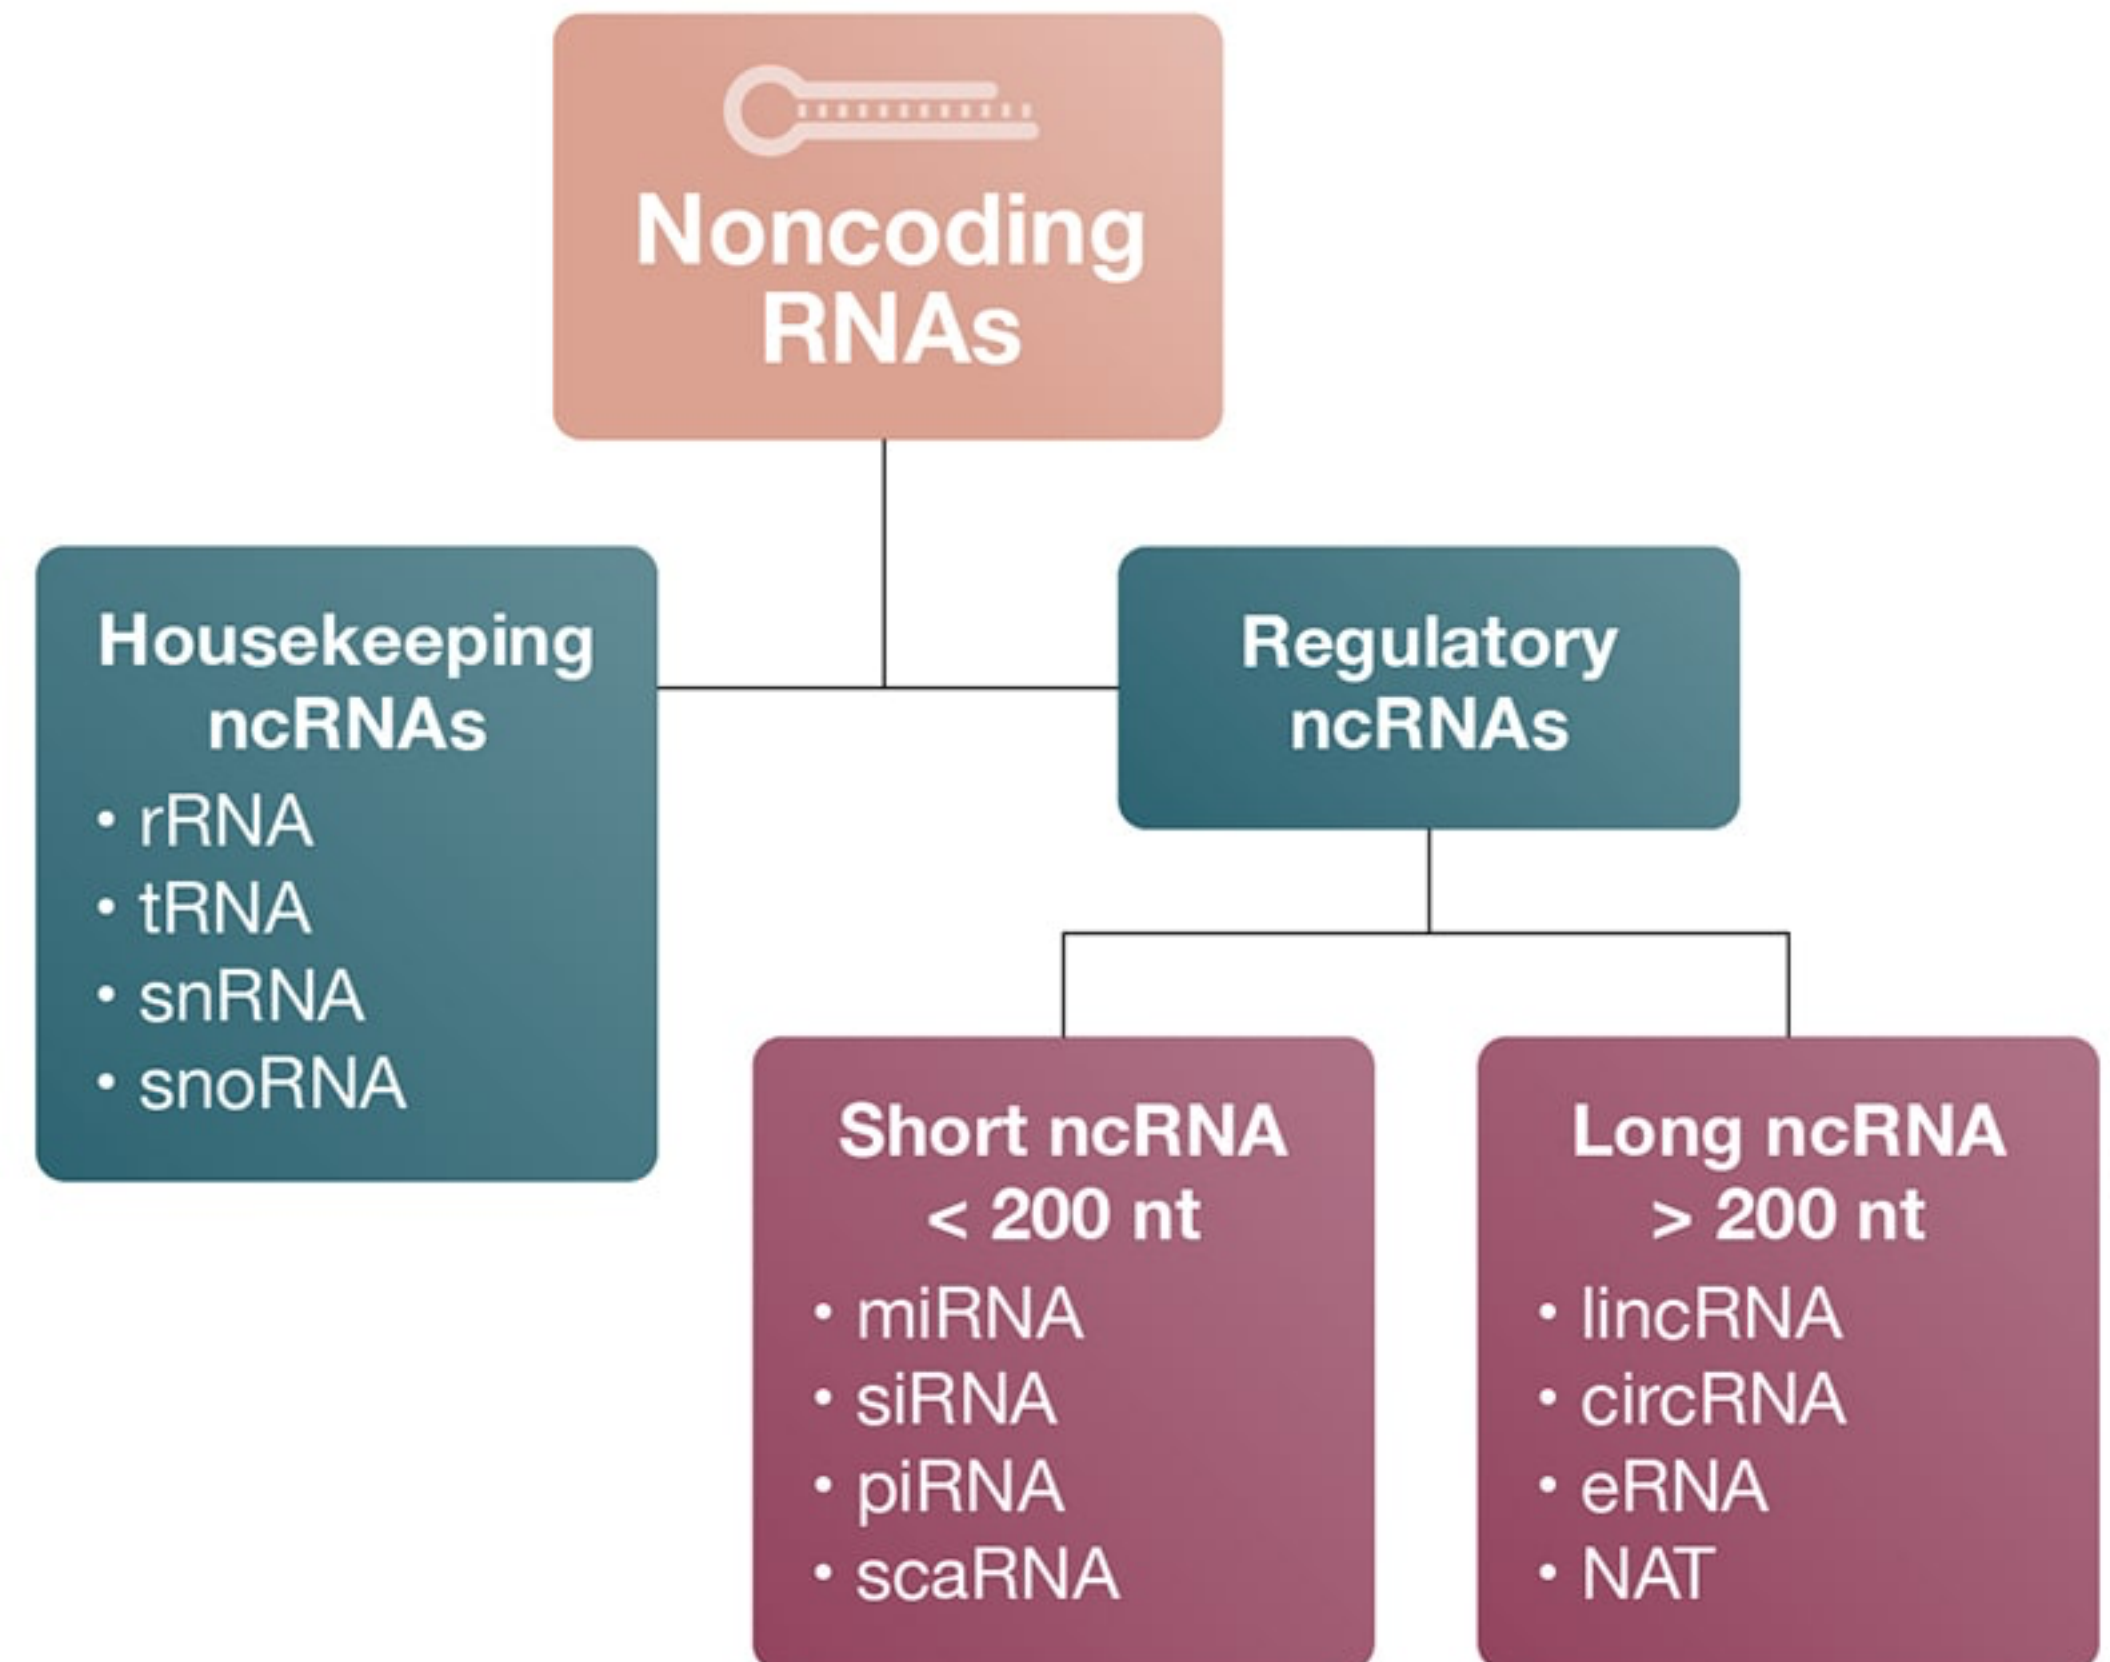 Noncoding
RNAs
Housekeeping
ncRNAs
• rRNA
• tRNA
• snRNA
• snoRNA
Regulatory
ncRNAs
Short ncRNA
< 200 nt
• miRNA
• siRNA
• piRNA
• scaRNA
Long ncRNA
> 200 nt
• lincRNA
• circRNA
• eRNA
• NAT